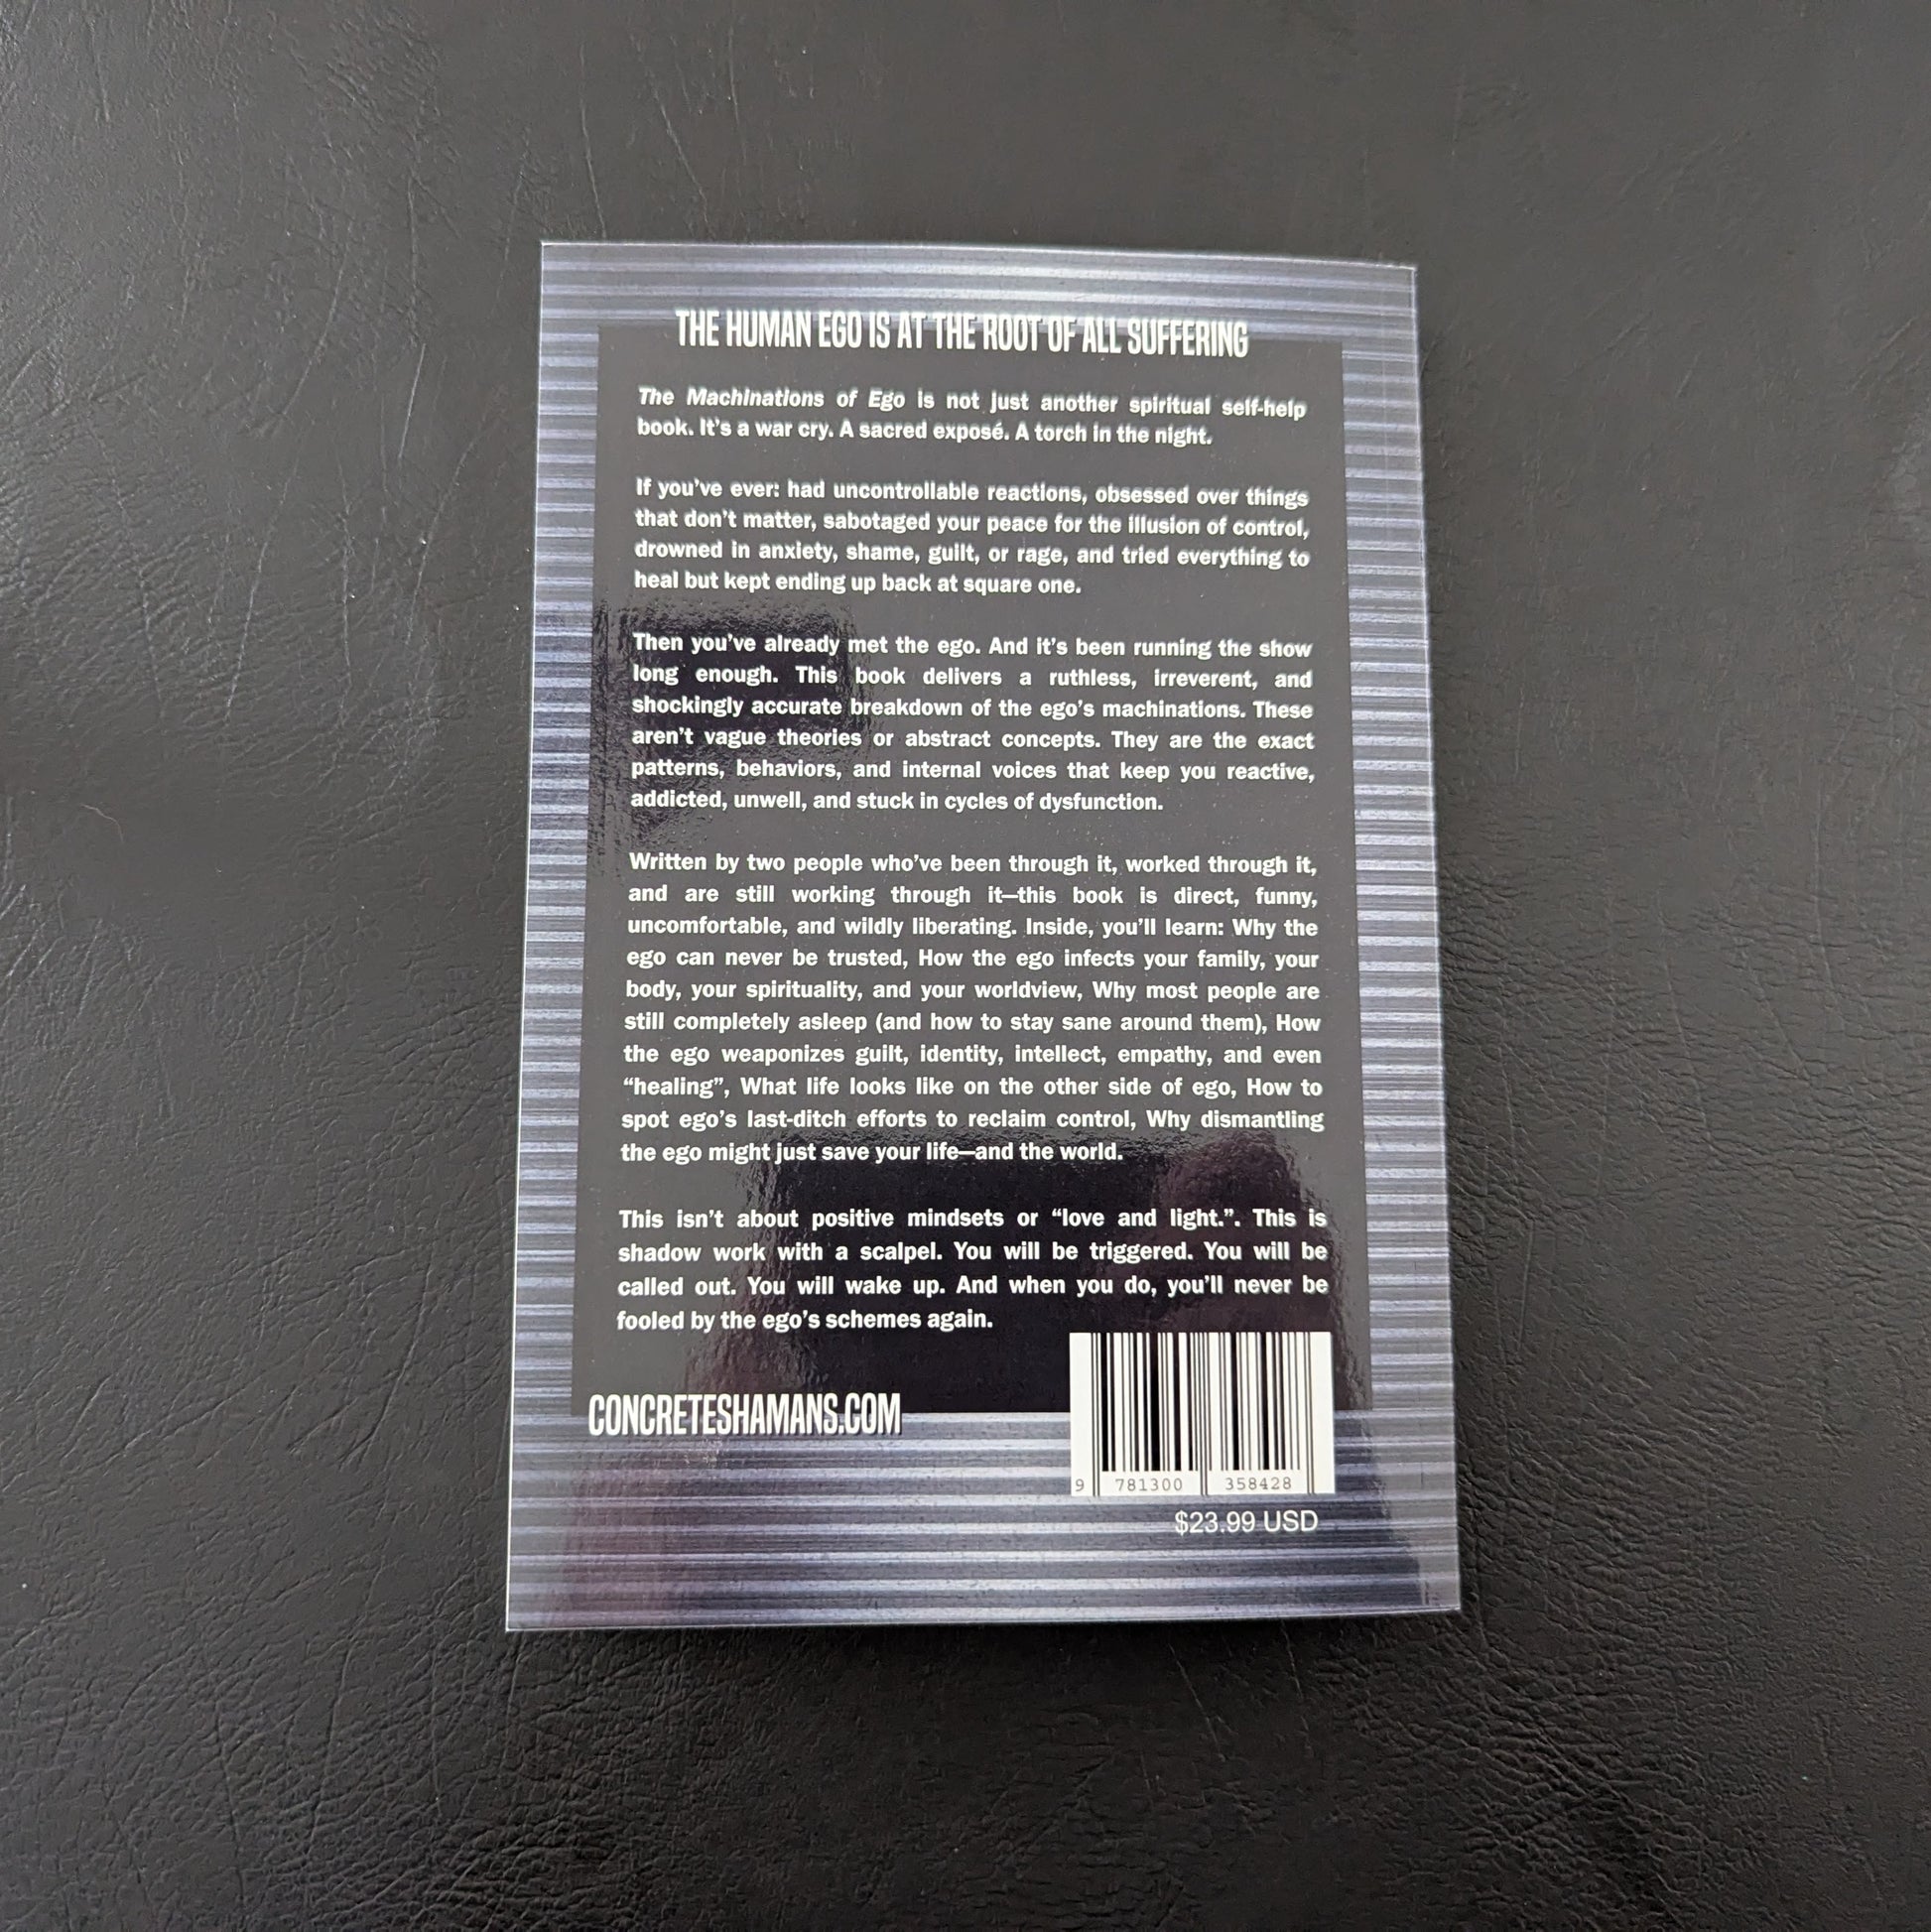 THE HUMAN EGO IS AT THE ROOT OF ALL SUFFERING
The Machinations of Ego is not just another spiritual self-help
book. It’s a war cry. A sacred exposé. A torch in the night.
If you’ve ever: had uncontrollable reactions, obsessed over things
that don’t matter, sabotaged your peace for the illusion of control,
drowned in anxiety, shame, guilt, or rage, and tried everything to
heal but kept ending up back at square one.
Then you’ve already met the ego. And it’s been running the show
long enough. This book delivers a ruthless, irreverent, and
shockingly accurate breakdown of the ego’s machinations. These
aren’t vague theories or abstract concepts. They are the exact
patterns, behaviors, and internal voices that keep you reactive,
addicted, unwell, and stuck in cycles of dysfunction.
Written by two people who’ve been through it, worked through it,
and are still working through it—this book is direct, funny,
uncomfortable, and wildly liberating. Inside, you’ll learn: Why the
ego can never be trusted, How the ego infects your family, your
body, your spirituality, and your worldview, Why most people are
still completely asleep (and how to stay sane around them), How
the ego weaponizes guilt, identity, intellect, empathy, and even
“healing”, What life looks like on the other side of ego, How to
spot ego’s last-ditch efforts to reclaim control, Why dismantling
the ego might just save your life—and the world.
This isn’t about positive mindsets or “love and light.”. This is
shadow work with a scalpel. You will be triggered. You will be
called out. You will wake up. And when you do, you’ll never be
fooled by the ego’s schemes again.
CONCRETESHAMANS.COM
9 781300 358428
$23.99 USD